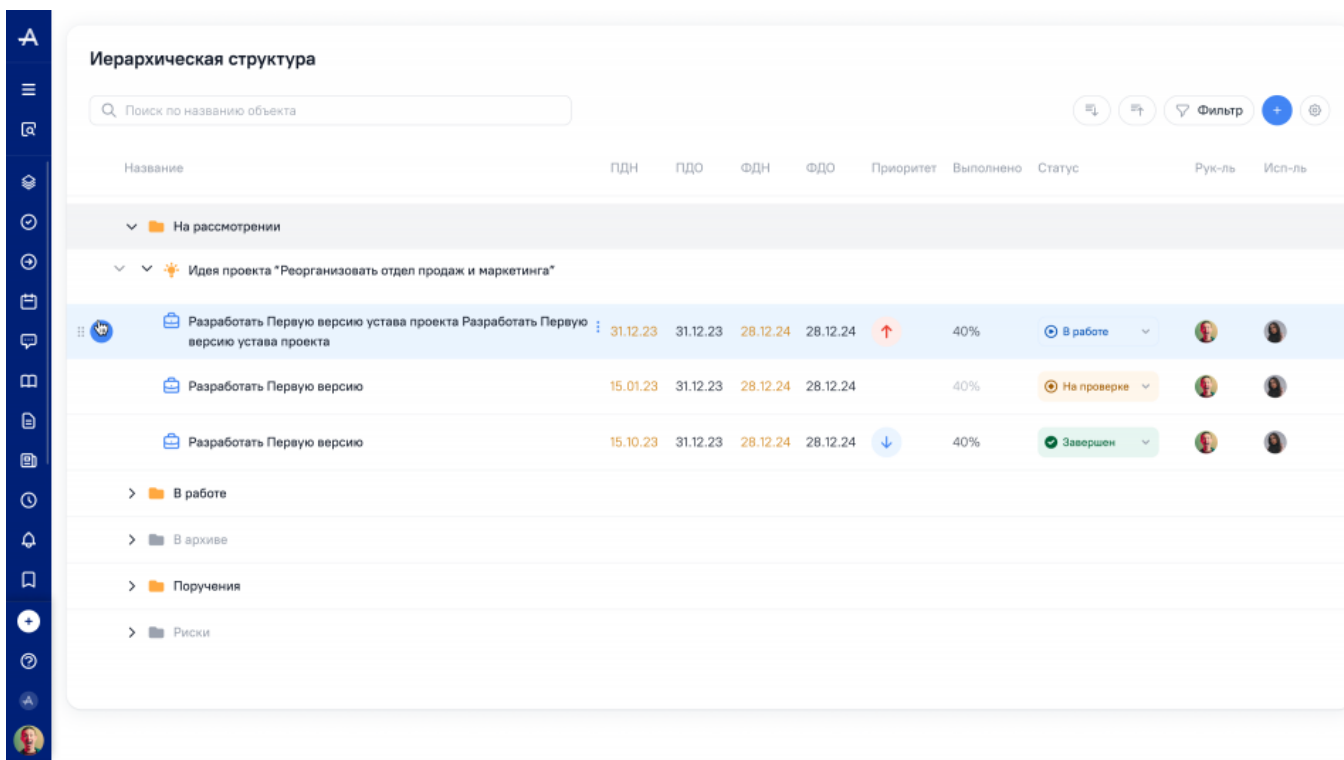 Иерархическая структура
Поиск по названию объекта
Фильтр
Название ПДН ПДО ФДН ФДО Приоритет Выполнено Статус Рук-ль Исп-ль
На рассмотрении
Идея проекта "Реорганизовать отдел продаж и маркетинга"
Разработать Первую версию устава проекта Разработать Первую
версию устава проекта
31.12.23 31.12.23 28.12.24 28.12.24 40% В работе
Разработать Первую версию 15.01.23 31.12.23 28.12.24 28.12.24 40% На проверке
Разработать Первую версию 15.10.23 31.12.23 28.12.24 28.12.24 40% Завершен
В работе
В архиве
Поручения
Риски